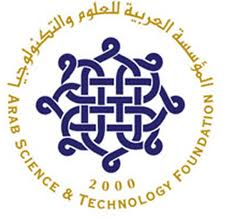 المؤسسة العربية للعلوم والتكنولوجيا
2000
ARAB SCIENCE & TECHNOLOGY FOUNDATION